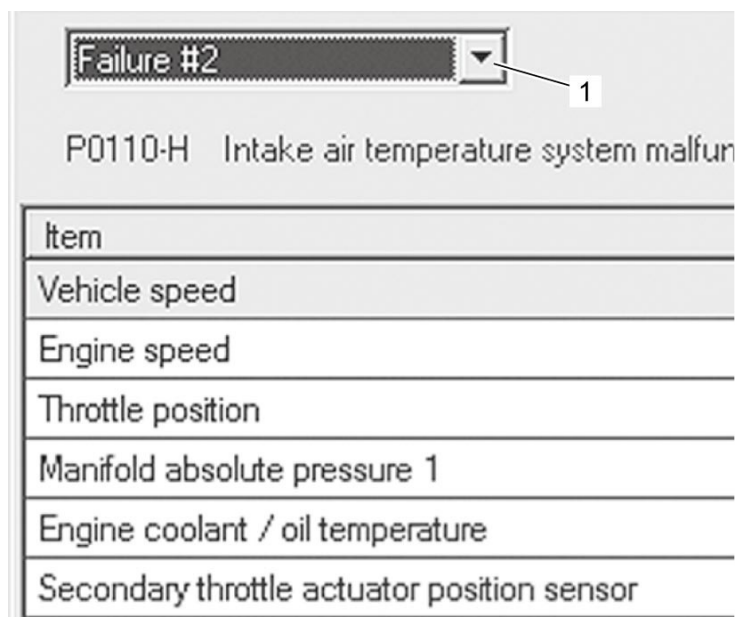 Failure #2
1
P0110-H Intake air temperature system malfun
Item
Vehicle speed
Engine speed
Throttle position
Manifold absolute pressure 1
Engine coolant / oil temperature
Secondary throttle actuator position sensor